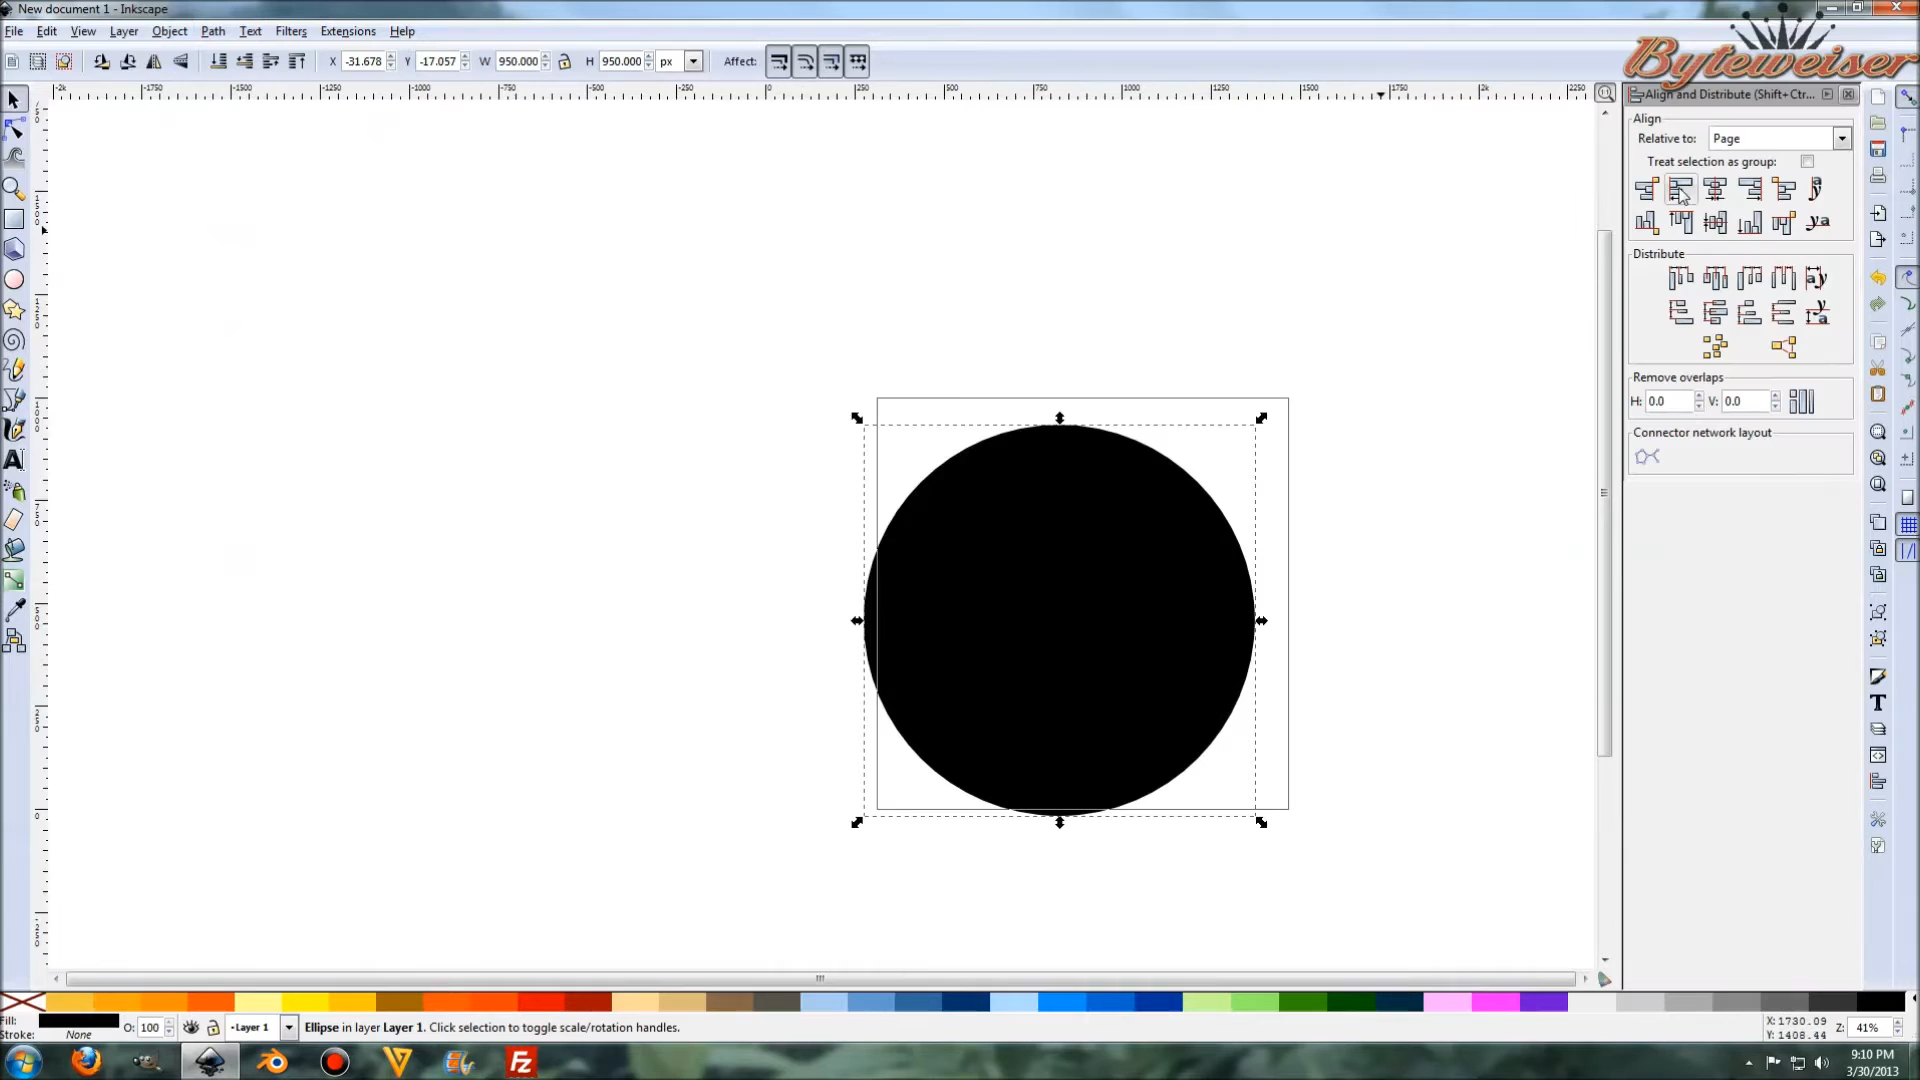 New document 1 - Inkscape
Byteweiser
File Edit View Layer Object Path Text Filters Extensions Help
X -31.678 Y -17.057 W 950.000 H 950.000 px Affect:
Align and Distribute (Shift+Ctr...
Align
Relative to: Page
Treat selection as group:
Distribute
Remove overlaps
H: 0.0 V: 0.0
Connector network layout
Fill:
Stroke: None
O: 100
Layer 1
Ellipse in layer Layer 1. Click selection to toggle scale/rotation handles.
X: 1730.09
Y: 1408.44
Z: 41%
9:10 PM
3/30/2013